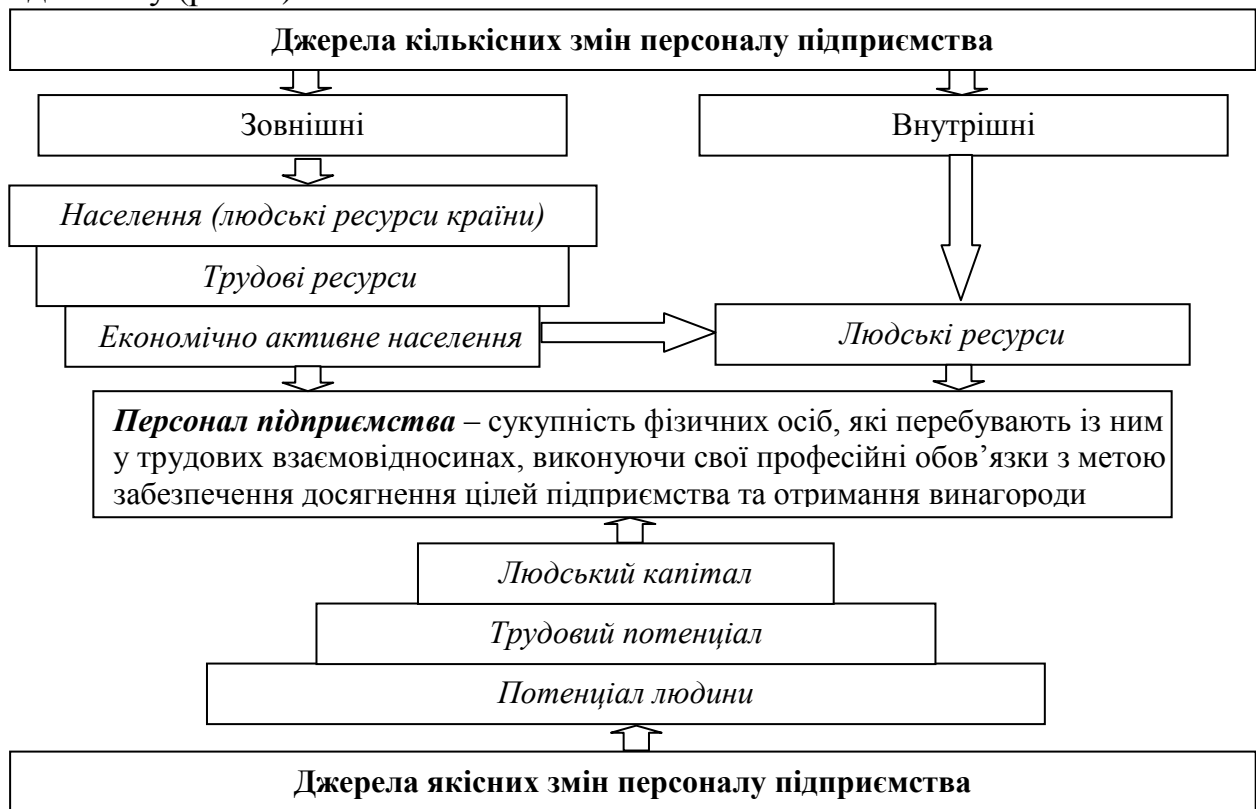 Джерела кількісних змін персоналу підприємства
Зовнішні
Внутрішні
Населення (людські ресурси країни)
Трудові ресурси
Економічно активне населення
Людські ресурси
Персонал підприємства – сукупність фізичних осіб, які перебувають із ним
у трудових взаємовідносинах, виконуючи свої професійні обов’язки з метою
забезпечення досягнення цілей підприємства та отримання винагороди
Людський капітал
Трудовий потенціал
Потенціал людини
Джерела якісних змін персоналу підприємства